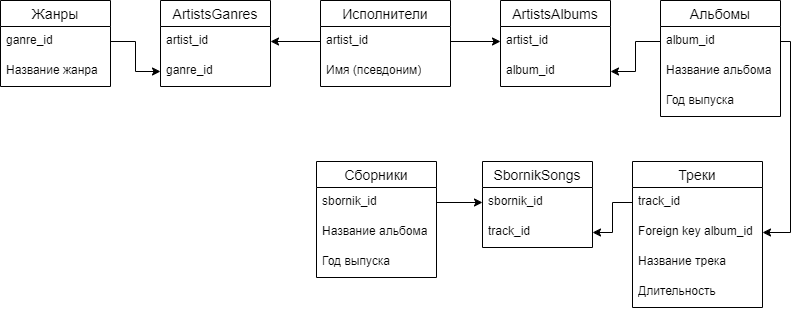 Жанры
ganre_id
Название жанра
ArtistsGanres
artist_id
ganre_id
Исполнители
artist_id
Имя (псевдоним)
ArtistsAlbums
artist_id
album_id
Альбомы
album_id
Название альбома
Год выпуска
Сборники
sbornik_id
Название альбома
Год выпуска
SbornikSongs
sbornik_id
track_id
Треки
track_id
Foreign key album_id
Название трека
Длительность